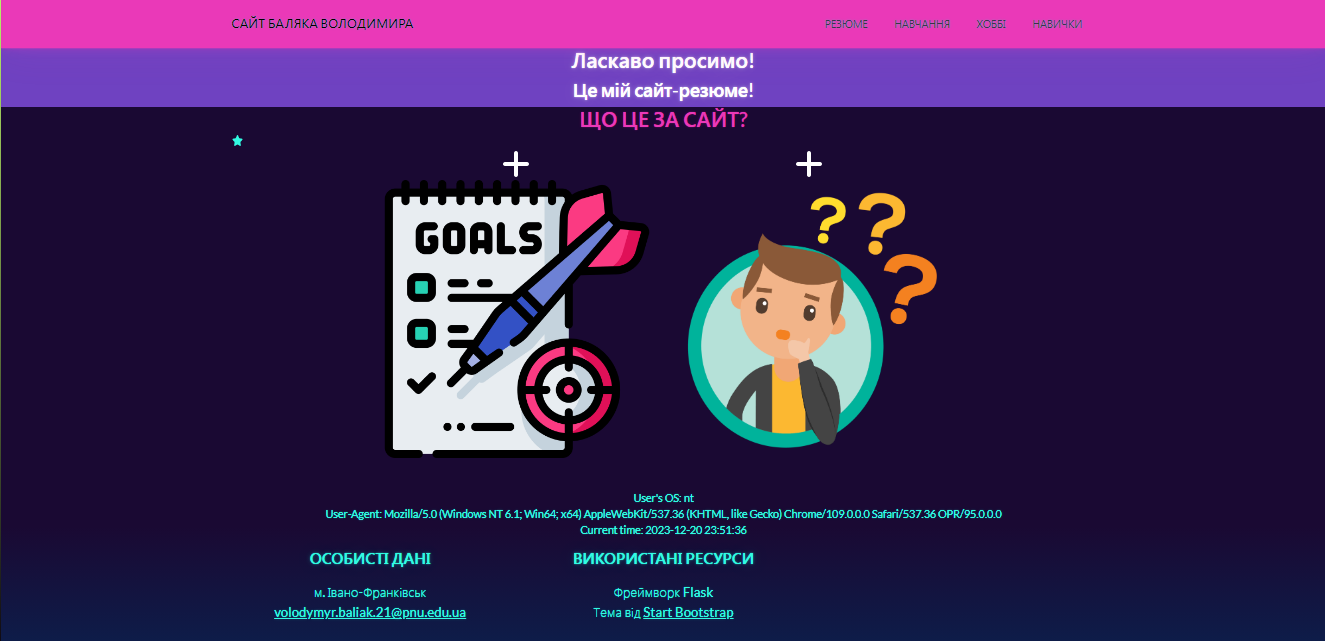 САЙТ БАЛЯКА ВОЛОДИМИРА
РЕЗЮМЕ НАВЧАННЯ ХОББІ НАВИЧКИ
Ласкаво просимо!
Це мій сайт-резюме!
ЩО ЦЕ ЗА САЙТ?
GOALS
? ? ?
User's OS: nt
User-Agent: Mozilla/5.0 (Windows NT 6.1; Win64; x64) AppleWebKit/537.36 (KHTML, like Gecko) Chrome/109.0.0.0 Safari/537.36 OPR/95.0.0.0
Current time: 2023-12-20 23:51:36
ОСОБИСТІ ДАНІ
м. Івано-Франківськ
volodymyr.baliak.21@pnu.edu.ua
ВИКОРИСТАНІ РЕСУРСИ
Фреймворк Flask
Тема від Start Bootstrap